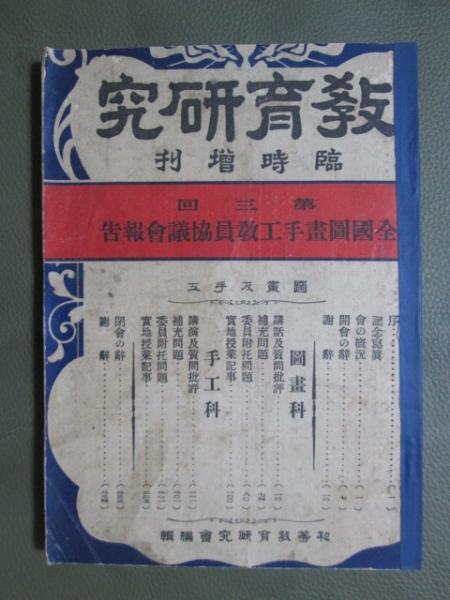 教育研究
臨時増刊
第三回
全國圖畫手工教員協議會報告
圖畫及手工
序
記念寫眞
會の概況
開會の辭
謝辭
圖畫科
講話及質問批評
補充問題
委員附托問題
實地授業記事
手工科
講演及質問批評
補充問題
委員附托問題
實地授業記事
閉會の辭
謝辭
初等敎育硏究會編輯